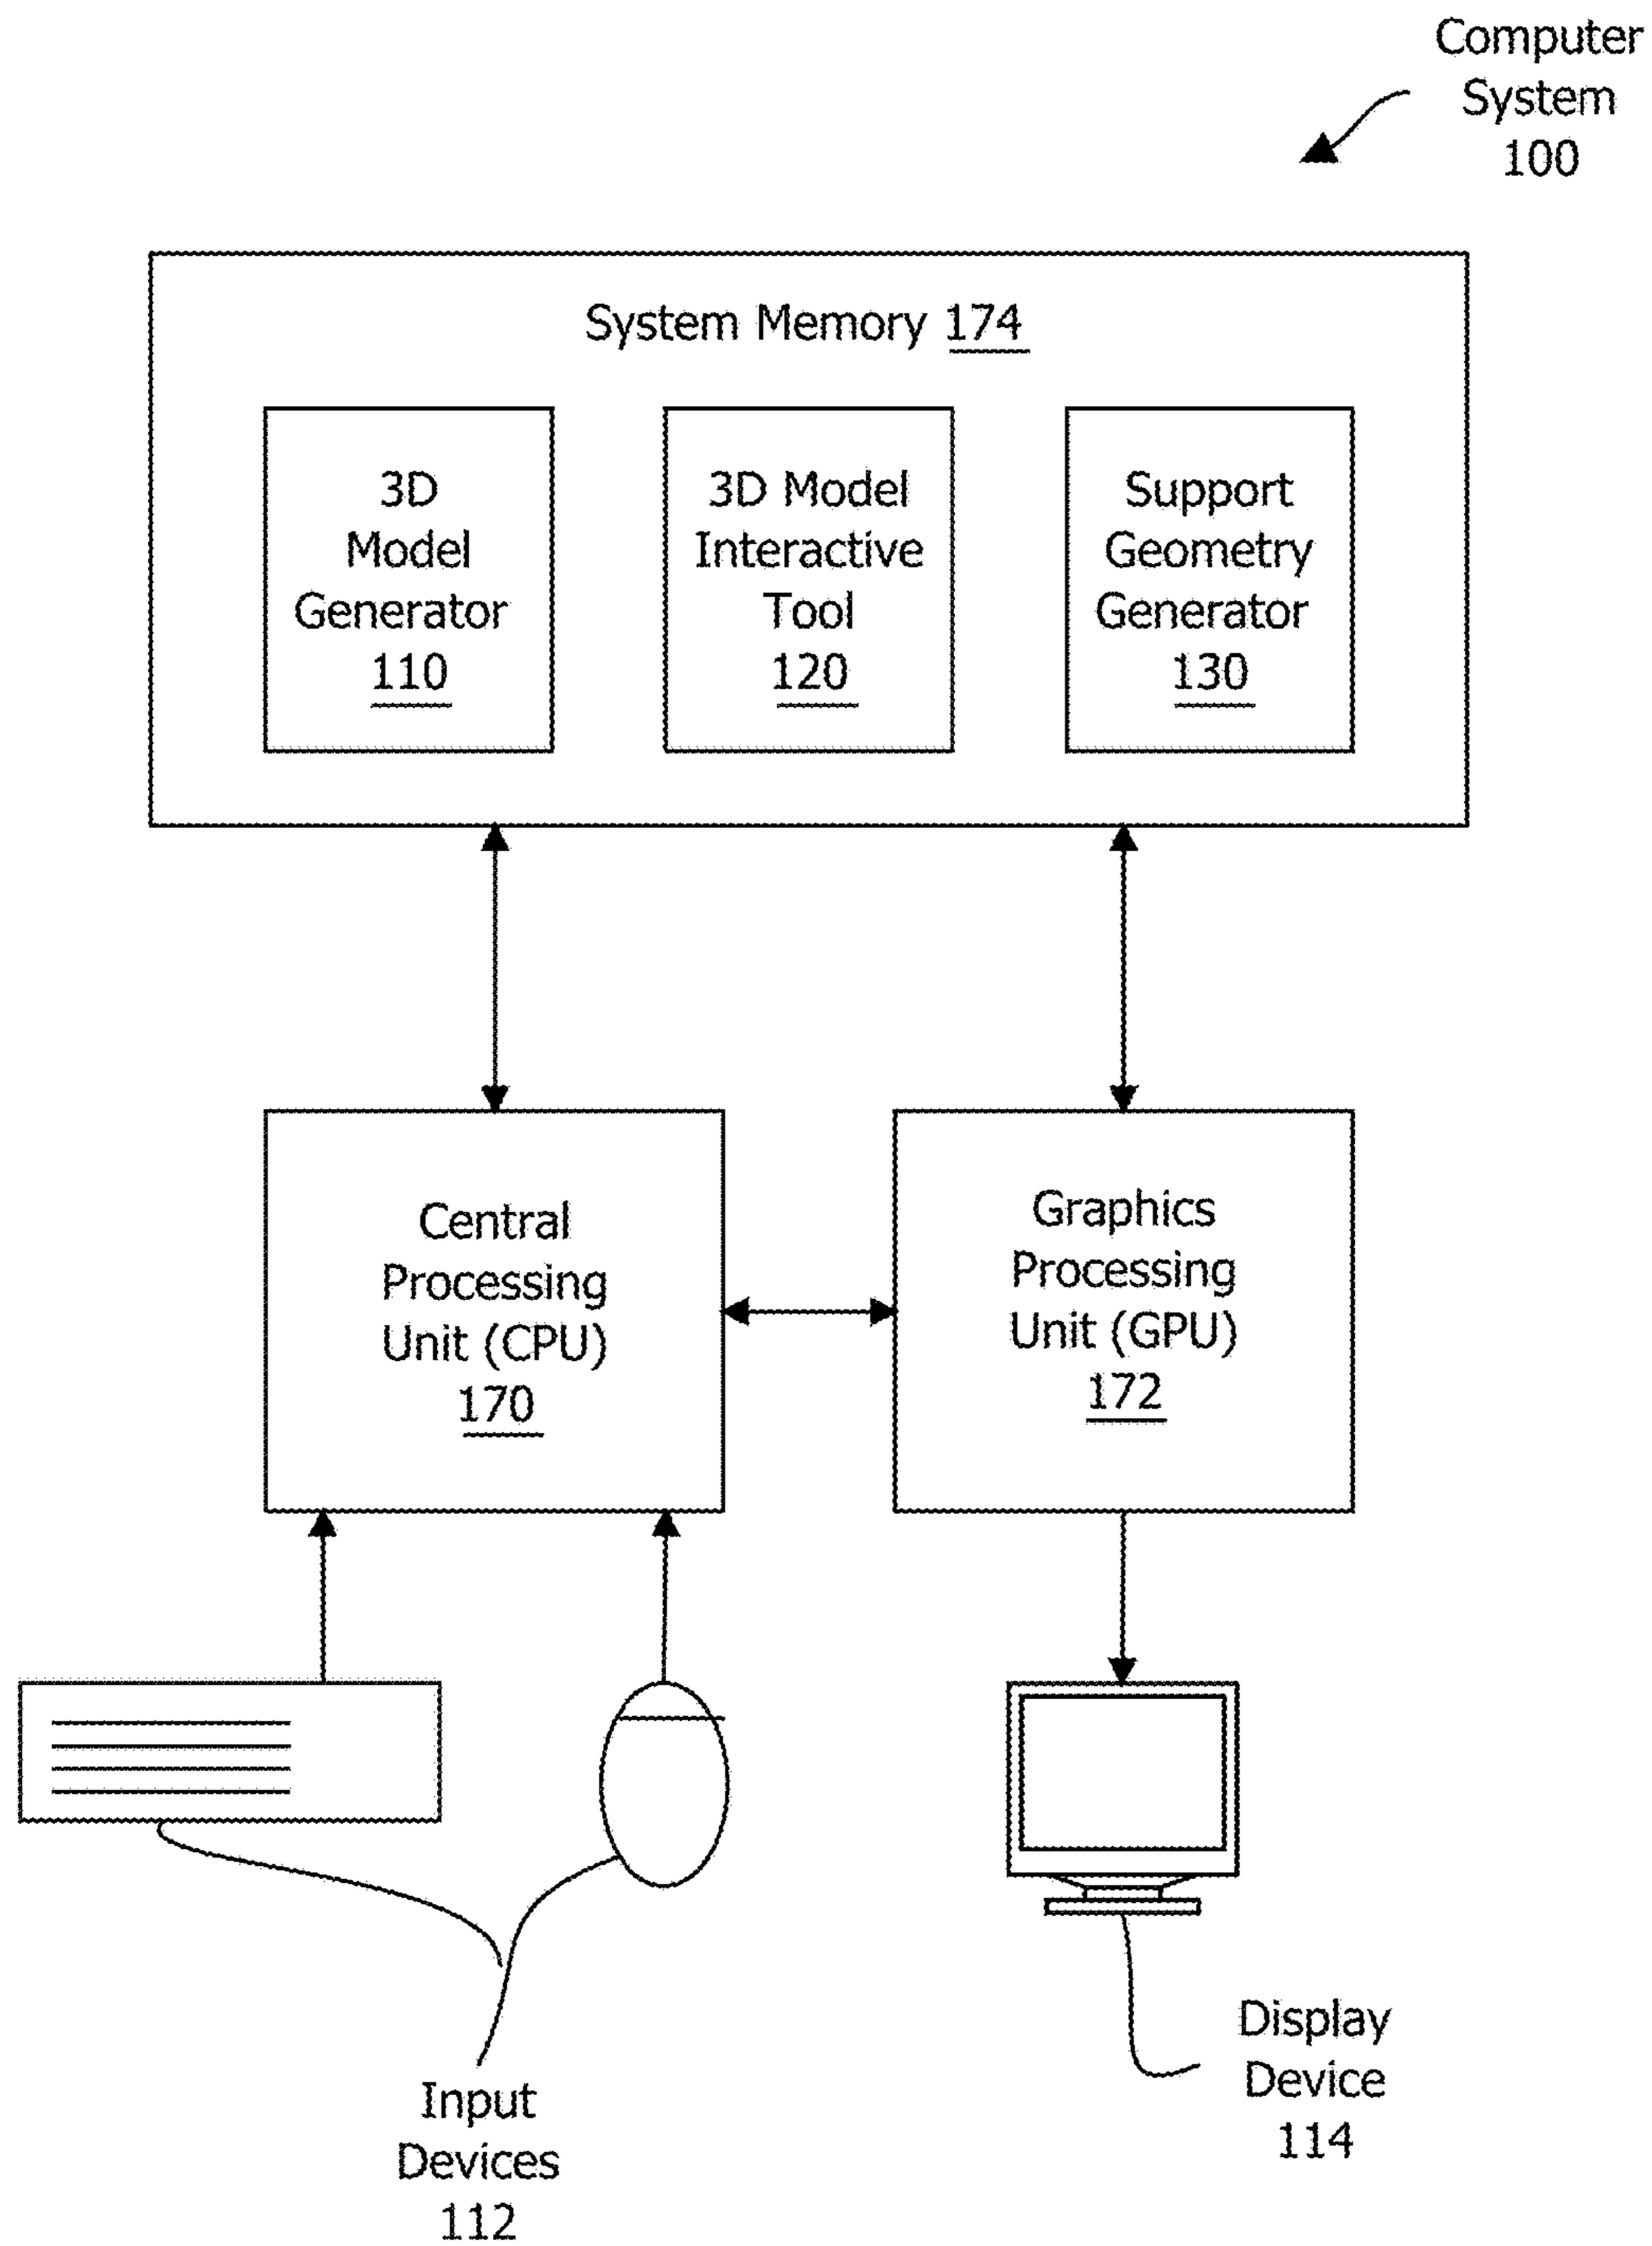 Computer
System
100
System Memory 174
3D
Model
Generator
110
3D Model
Interactive
Tool
120
Support
Geometry
Generator
130
Central
Processing
Unit (CPU)
170
Graphics
Processing
Unit (GPU)
172
Input
Devices
112
Display
Device
114